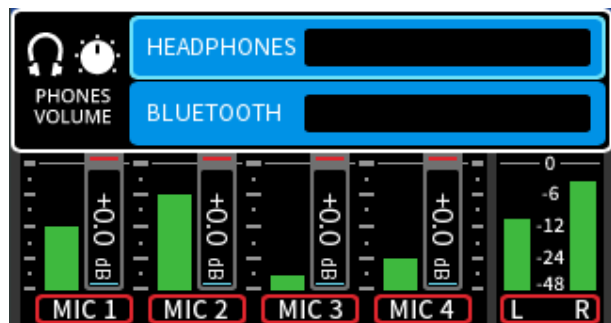 HEADPHONES
PHONES
VOLUME
BLUETOOTH
+0.0 dB
+0.0 dB
+0.0 dB
+0.0 dB
0
-6
-12
-24
-48
MIC 1
MIC 2
MIC 3
MIC 4
L R